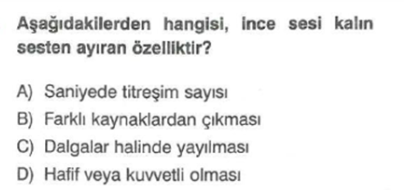 Aşağıdakilerden hangisi, ince sesi kalın
sesten ayıran özelliktir?
A) Saniyede titreşim sayısı
B) Farklı kaynaklardan çıkması
C) Dalgalar halinde yayılması
D) Hafif veya kuvvetli olması